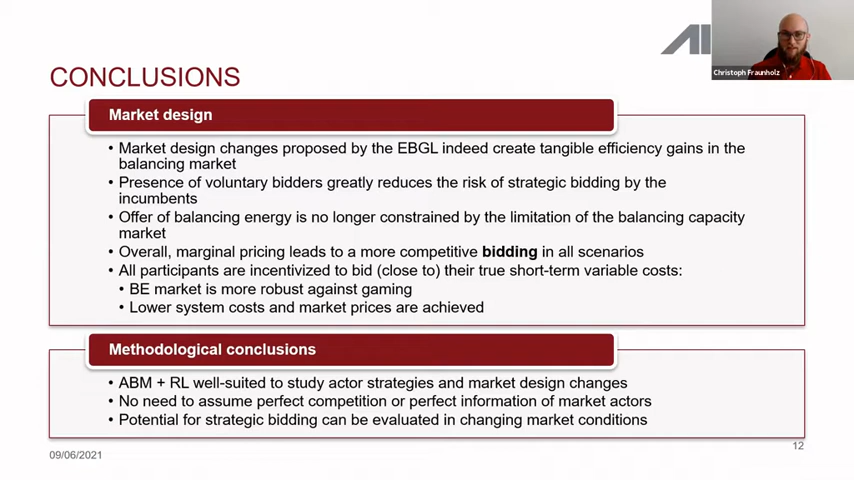 AI
Christoph Fraunholz
CONCLUSIONS
Market design
• Market design changes proposed by the EBGL indeed create tangible efficiency gains in the
balancing market
• Presence of voluntary bidders greatly reduces the risk of strategic bidding by the
incumbents
• Offer of balancing energy is no longer constrained by the limitation of the balancing capacity
market
• Overall, marginal pricing leads to a more competitive bidding in all scenarios
• All participants are incentivized to bid (close to) their true short-term variable costs:
• BE market is more robust against gaming
• Lower system costs and market prices are achieved
Methodological conclusions
• ABM + RL well-suited to study actor strategies and market design changes
• No need to assume perfect competition or perfect information of market actors
• Potential for strategic bidding can be evaluated in changing market conditions
12
09/06/2021